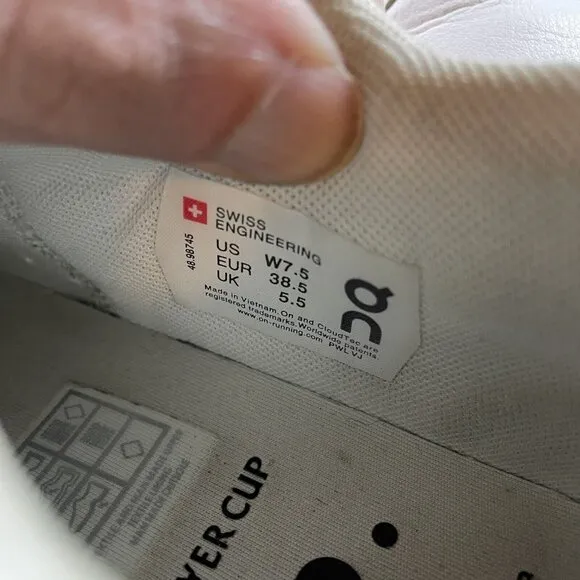 SWISS
ENGINEERING
US W7.5
EUR 38.5
UK 5.5
48.98745
Made in Vietnam. On and CloudTec are
registered trademarks. Worldwide patents.
www.on-running.com PWL VJ
YER CUP